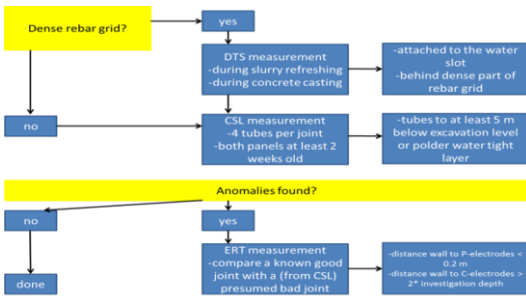 Dense rebar grid?
yes
DTS measurement
-during slurry refreshing
-during concrete casting
-attached to the water
slot
-behind dense part of
rebar grid
no
CSL measurement
-4 tubes per joint
-both panels at least 2
weeks old
-tubes to at least 5 m
below excavation level
or polder water tight
layer
Anomalies found?
no
yes
done
ERT measurement
-compare a known good
joint with a (from CSL)
presumed bad joint
-distance wall to P-electrodes <
0.2 m
-distance wall to C-electrodes >
2* investigation depth